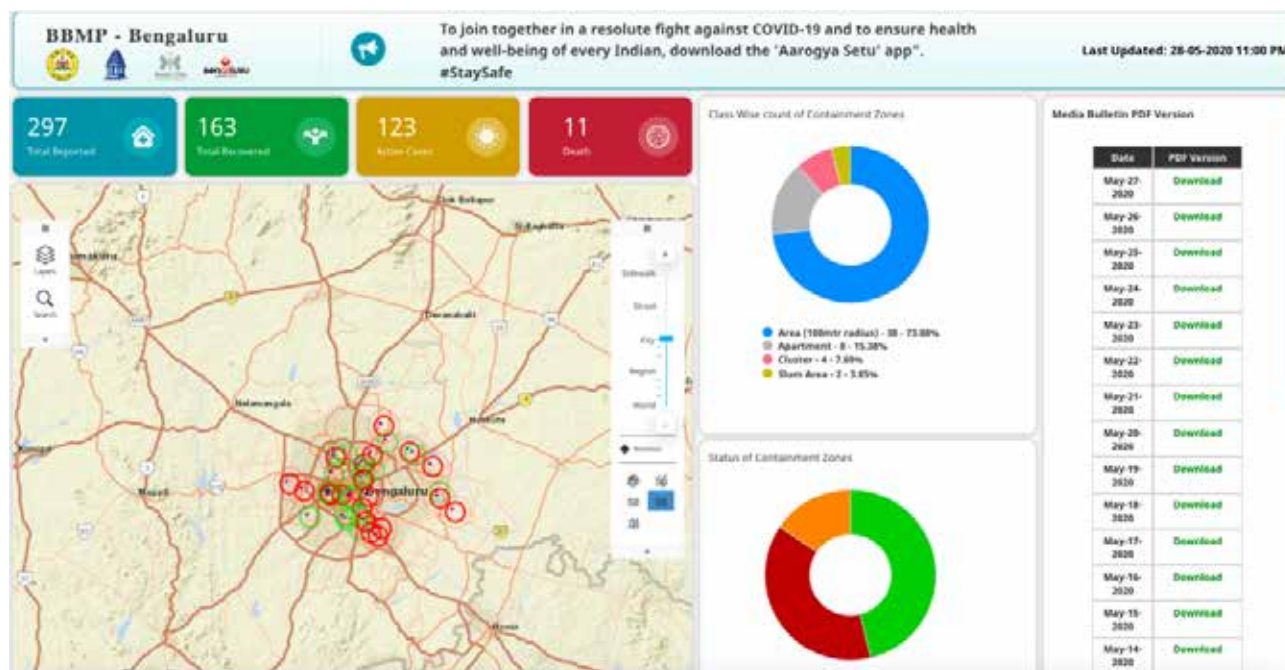 BBMP - Bengaluru
To join together in a resolute fight against COVID-19 and to ensure health
and well-being of every Indian, download the 'Aarogya Setu' app".
#StaySafe
Last Updated: 28-05-2020 11:00 PM
297
Total Reported
163
Total Recovered
123
Active Cases
11
Death
Layers
Search
Sidewalk
Street
City
Region
World
Devanahalli
Nelamangala
Hoskote
Magadi
Bengaluru
Hosur
Class Wise count of Containment Zones
Area (100mtr radius) - 38 - 73.08%
Apartment - 8 - 15.38%
Cluster - 4 - 7.69%
Slum Area - 2 - 3.85%
Status of Containment Zones
Media Bulletin PDF Version
Date PDF Version
May-27-
2020
Download
May-26-
2020
Download
May-25-
2020
Download
May-24-
2020
Download
May-23-
2020
Download
May-22-
2020
Download
May-21-
2020
Download
May-20-
2020
Download
May-19-
2020
Download
May-18-
2020
Download
May-17-
2020
Download
May-16-
2020
Download
May-15-
2020
Download
May-14-
2020
Download